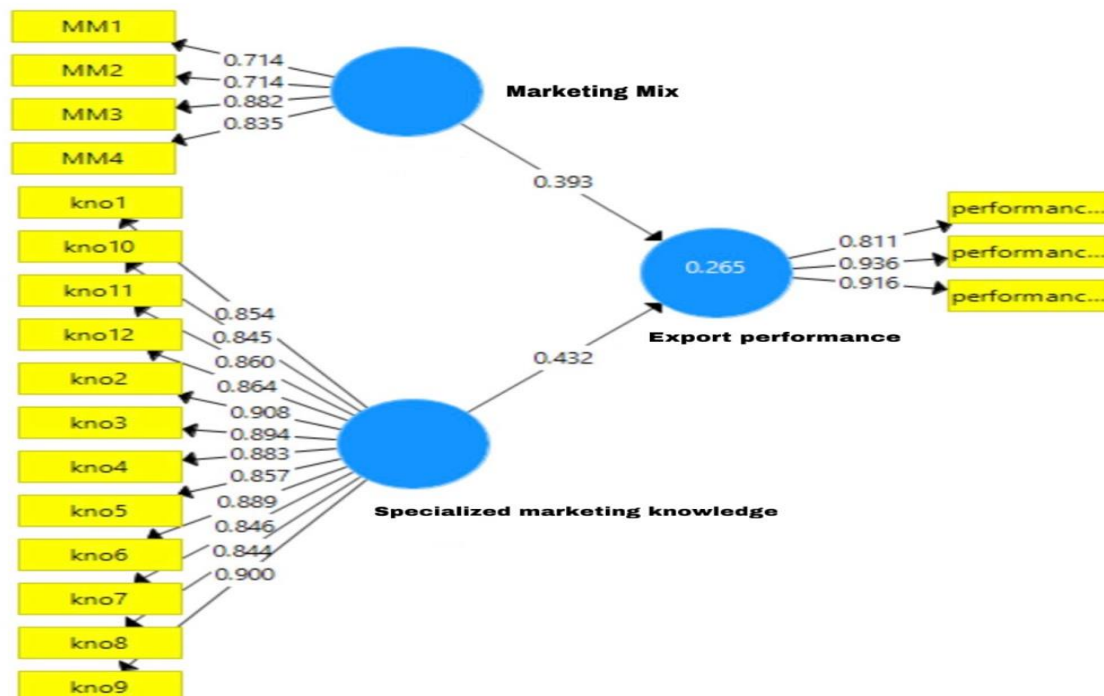 MM1
MM2
MM3
MM4
kno1
kno10
kno11
kno12
kno2
kno3
kno4
kno5
kno6
kno7
kno8
kno9
0.714
0.714
0.882
0.835
Marketing Mix
0.854
0.845
0.860
0.864
0.908
0.894
0.883
0.857
0.889
0.846
0.844
0.900
Specialized marketing knowledge
0.393
0.432
0.265
Export performance
0.811
0.936
0.916
performanc...
performanc...
performanc...